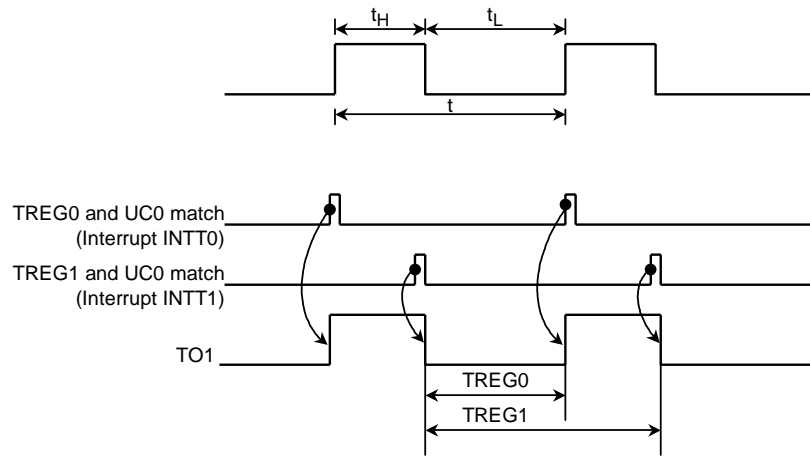 tH
tL
t
TREG0 and UC0 match
(Interrupt INTT0)
TREG1 and UC0 match
(Interrupt INTT1)
TO1
TREG0
TREG1